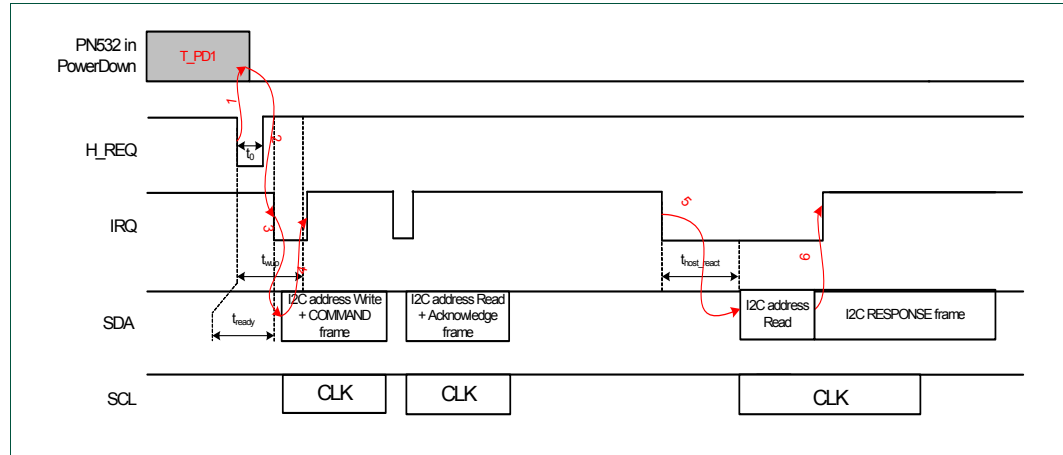 PN532 in
PowerDown
T_PD1
1
2
H_REQ
t0
IRQ
3
4
5
6
twup
thost_react
SDA
tready
I2C address Write
+ COMMAND
frame
I2C address Read
+ Acknowledge
frame
I2C address
Read
I2C RESPONSE frame
SCL
CLK
CLK
CLK